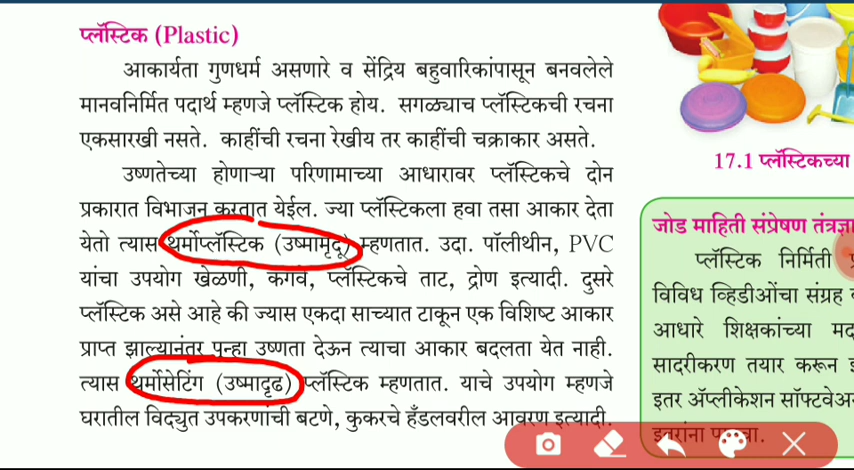 प्लॅस्टिक (Plastic)
आकार्यता गुणधर्म असणारे व सेंद्रिय बहुवारिकांपासून बनवलेले
मानवनिर्मित पदार्थ म्हणजे प्लॅस्टिक होय. सगळ्याच प्लॅस्टिकची रचना
एकसारखी नसते. काहींची रचना रेखीय तर काहींची चक्राकार असते.
उष्णतेच्या होणाऱ्या परिणामाच्या आधारावर प्लॅस्टिकचे दोन
प्रकारात विभाजन करतात येईल. ज्या प्लॅस्टिकला हवा तसा आकार देता
येतो त्यास थर्मोप्लॅस्टिक (उष्मामृदू) म्हणतात. उदा. पॉलीथीन, PVC
यांचा उपयोग खेळणी, कंगवे, प्लॅस्टिकचे ताट, द्रोण इत्यादी. दुसरे
प्लॅस्टिक असे आहे की ज्यास एकदा साच्यात टाकून एक विशिष्ट आकार
प्राप्त झाल्यानंतर पुन्हा उष्णता देऊन त्याचा आकार बदलता येत नाही.
त्यास थर्मोसेटिंग (उष्मादृढ) प्लॅस्टिक म्हणतात. याचे उपयोग म्हणजे
घरातील विद्युत उपकरणांची बटणे, कुकरचे हँडलवरील आवरण इत्यादी.
17.1 प्लॅस्टिकच्या
जोड माहिती संप्रेषण तंत्रज्ञा
प्लॅस्टिक निर्मिती
विविध व्हिडीओंचा संग्रह
आधारे शिक्षकांच्या मद
सादरीकरण तयार करून
इतर ॲप्लीकेशन सॉफ्टवेअ
इतरांना